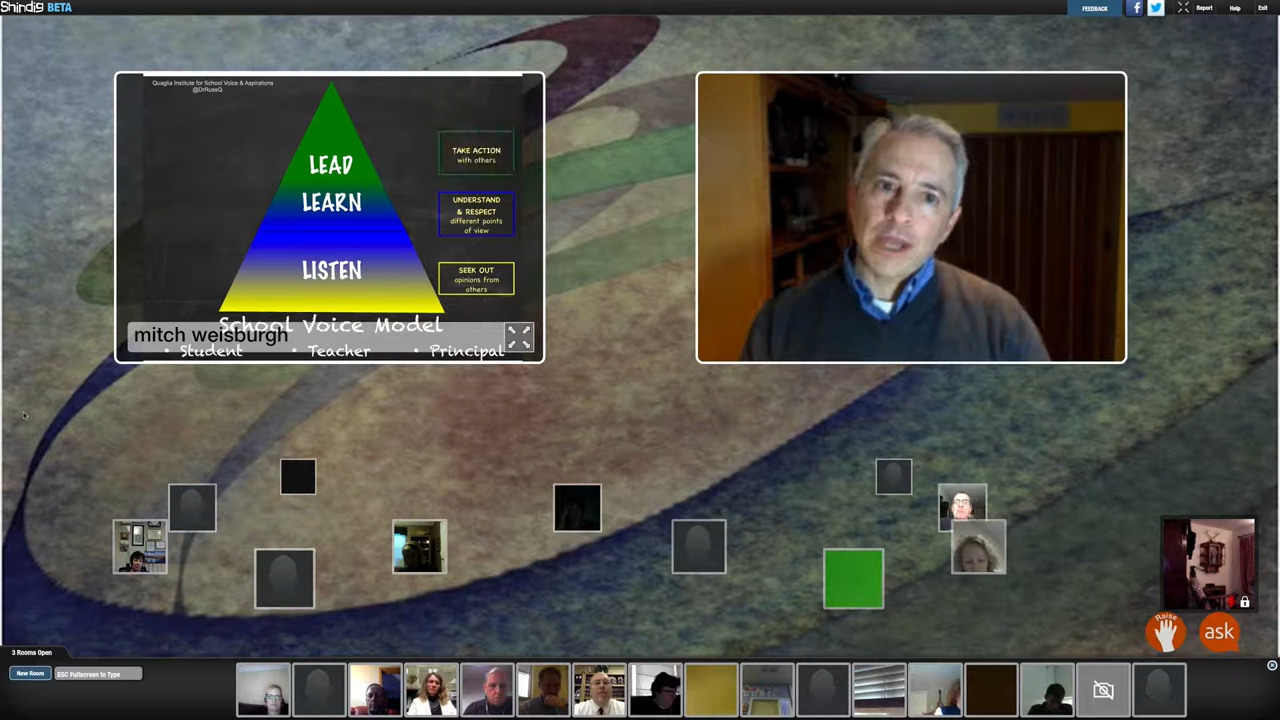 Shindig BETA
FEEDBACK
Report
Help
Exit
Quaglia Institute for School Voice & Aspirations
@DrRussQ
LEAD
LEARN
LISTEN
TAKE ACTION
with others
UNDERSTAND
& RESPECT
different points
of view
SEEK OUT
opinions from
others
School Voice Model
mitch weisburgh
• Student • Teacher • Principal
Raise
ask
3 Rooms Open
New Room
ESC Fullscreen to Type